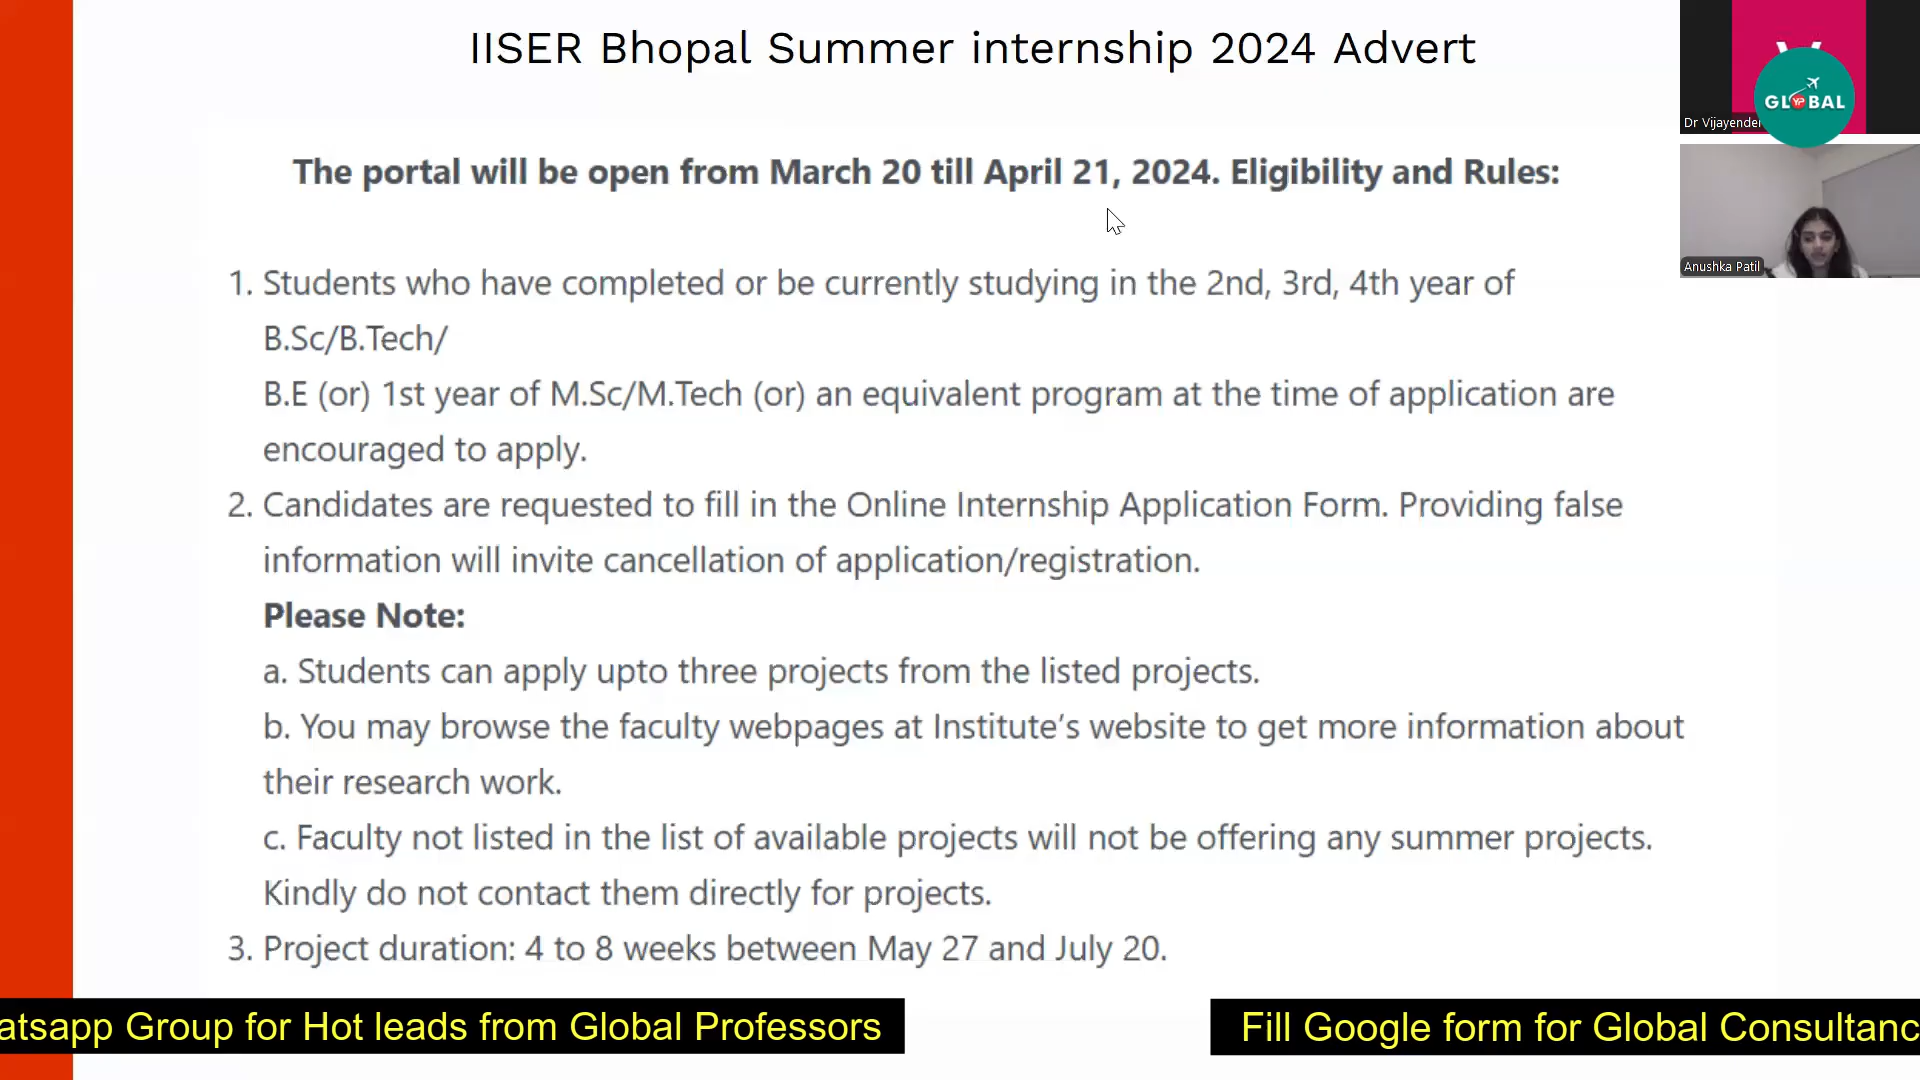 IISER Bhopal Summer internship 2024 Advert
The portal will be open from March 20 till April 21, 2024. Eligibility and Rules:
1. Students who have completed or be currently studying in the 2nd, 3rd, 4th year of
B.Sc/B.Tech/
B.E (or) 1st year of M.Sc/M.Tech (or) an equivalent program at the time of application are
encouraged to apply.
2. Candidates are requested to fill in the Online Internship Application Form. Providing false
information will invite cancellation of application/registration.
Please Note:
a. Students can apply upto three projects from the listed projects.
b. You may browse the faculty webpages at Institute’s website to get more information about
their research work.
c. Faculty not listed in the list of available projects will not be offering any summer projects.
Kindly do not contact them directly for projects.
3. Project duration: 4 to 8 weeks between May 27 and July 20.
GLYPBAL
Dr Vijayende
Anushka Patil
atsapp Group for Hot leads from Global Professors
Fill Google form for Global Consultanc